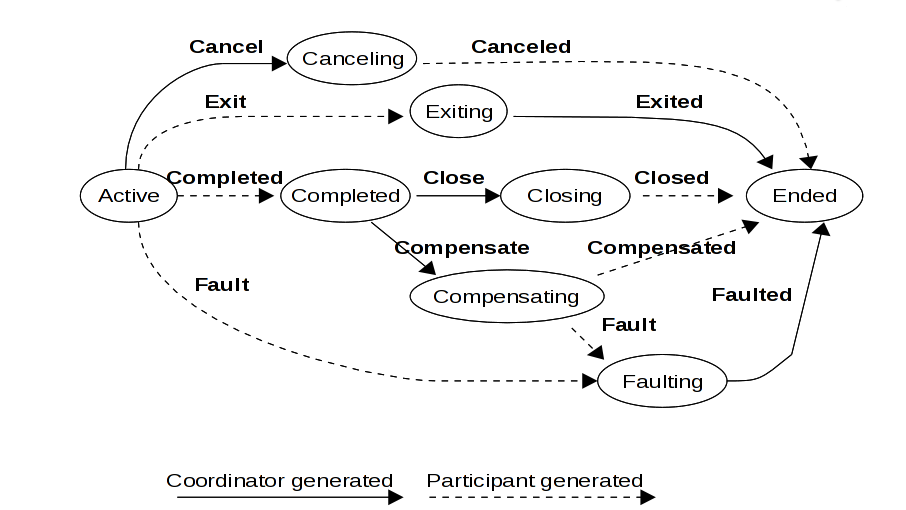 Cancel
Canceling
Canceled
Exit
Exiting
Exited
Active
Completed
Completed
Close
Closing
Closed
Ended
Compensate
Compensated
Compensating
Fault
Faulted
Fault
Faulting
Coordinator generated
Participant generated